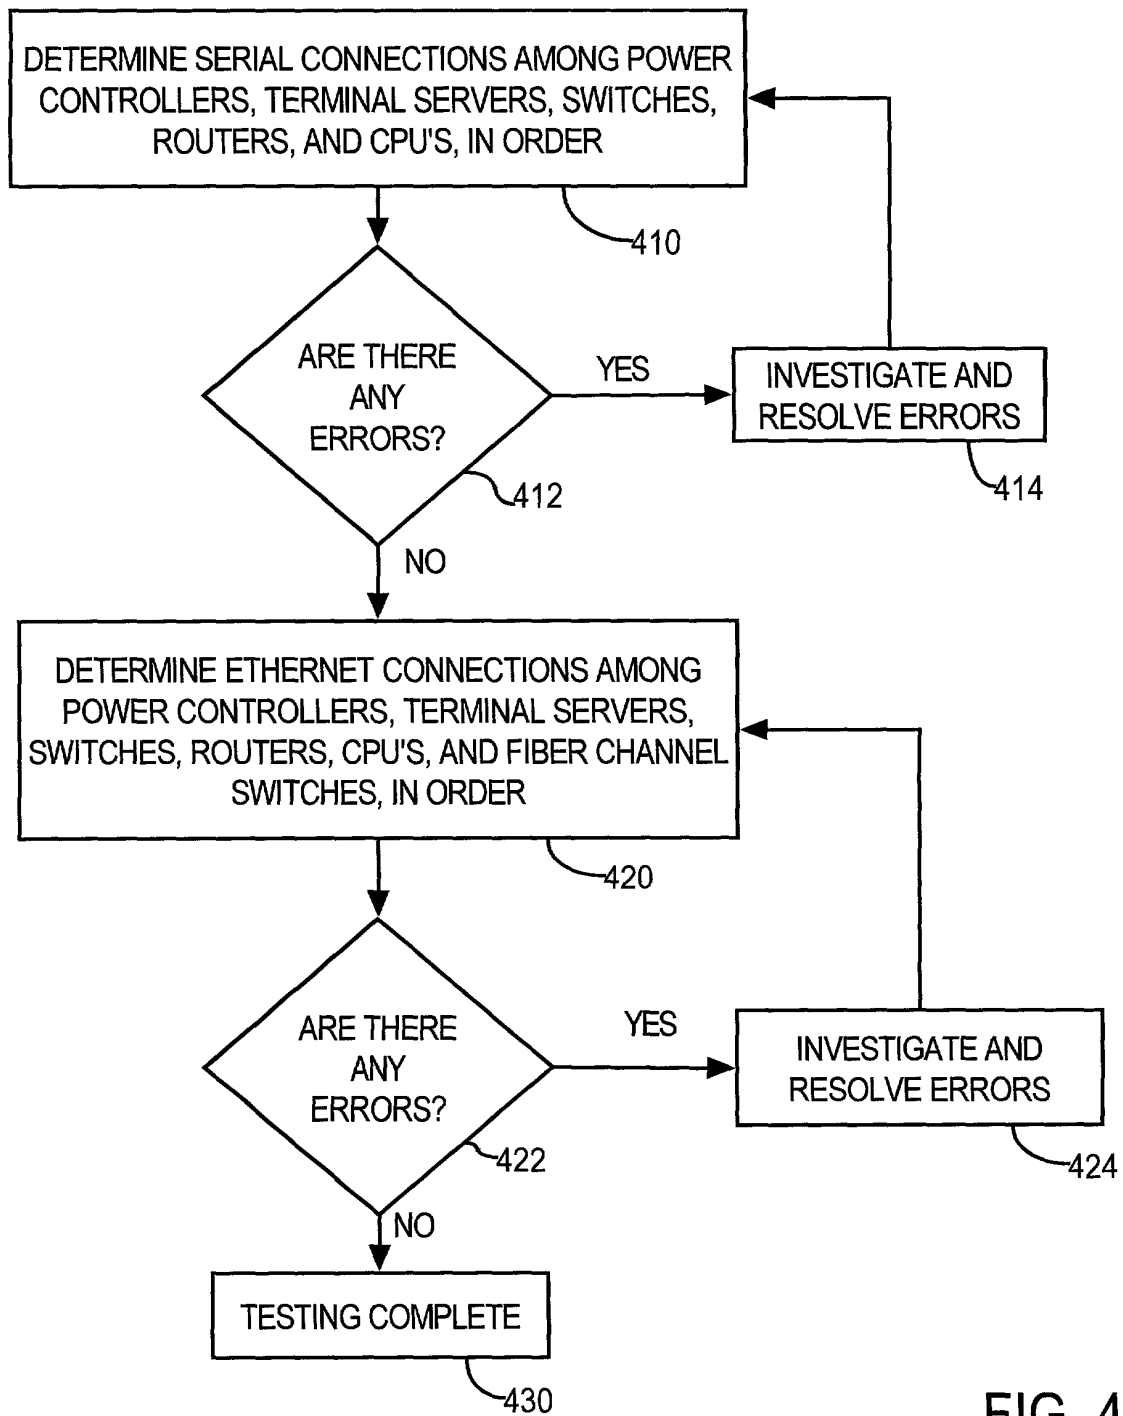 DETERMINE SERIAL CONNECTIONS AMONG POWER
CONTROLLERS, TERMINAL SERVERS, SWITCHES,
ROUTERS, AND CPU'S, IN ORDER
410
ARE THERE
ANY
ERRORS?
YES
INVESTIGATE AND
RESOLVE ERRORS
412
414
NO
DETERMINE ETHERNET CONNECTIONS AMONG
POWER CONTROLLERS, TERMINAL SERVERS,
SWITCHES, ROUTERS, CPU'S, AND FIBER CHANNEL
SWITCHES, IN ORDER
420
ARE THERE
ANY
ERRORS?
YES
INVESTIGATE AND
RESOLVE ERRORS
422
424
NO
TESTING COMPLETE
430
FIG. 4